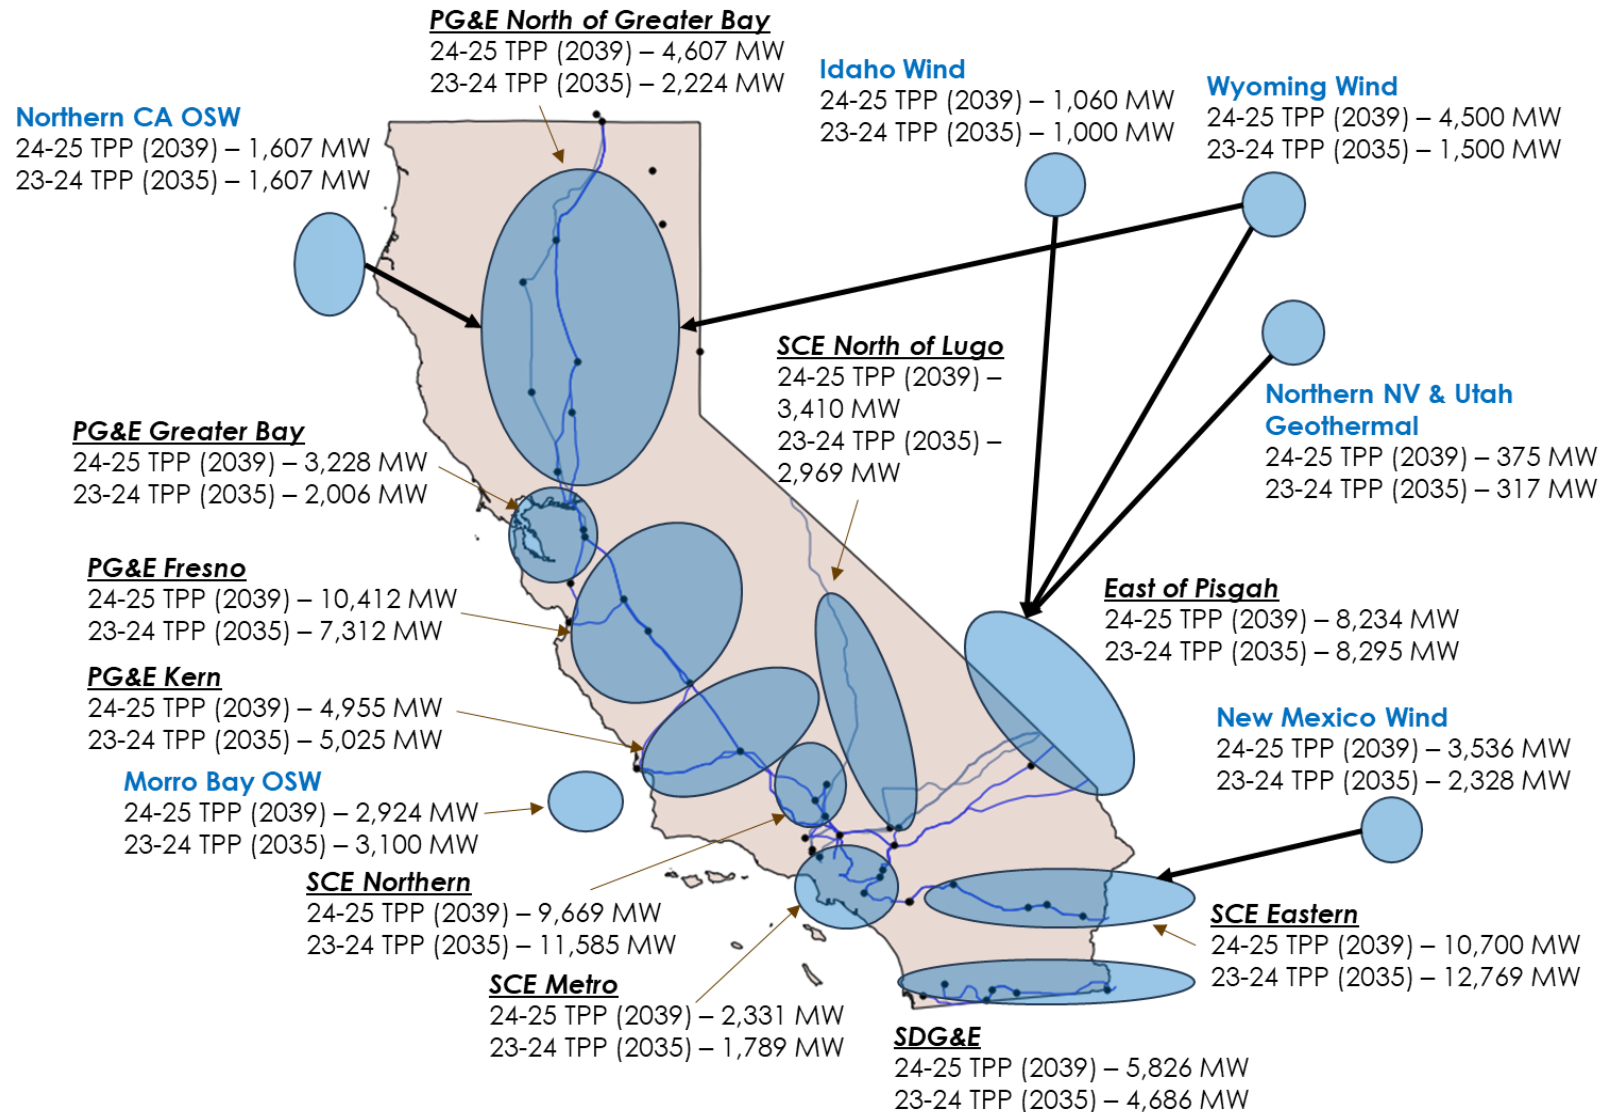 PG&E North of Greater Bay
24-25 TPP (2039) – 4,607 MW
23-24 TPP (2035) – 2,224 MW
Idaho Wind
24-25 TPP (2039) – 1,060 MW
23-24 TPP (2035) – 1,000 MW
Wyoming Wind
24-25 TPP (2039) – 4,500 MW
23-24 TPP (2035) – 1,500 MW
Northern CA OSW
24-25 TPP (2039) – 1,607 MW
23-24 TPP (2035) – 1,607 MW
SCE North of Lugo
24-25 TPP (2039) –
3,410 MW
23-24 TPP (2035) –
2,969 MW
Northern NV & Utah
Geothermal
24-25 TPP (2039) – 375 MW
23-24 TPP (2035) – 317 MW
PG&E Greater Bay
24-25 TPP (2039) – 3,228 MW
23-24 TPP (2035) – 2,006 MW
PG&E Fresno
24-25 TPP (2039) – 10,412 MW
23-24 TPP (2035) – 7,312 MW
East of Pisgah
24-25 TPP (2039) – 8,234 MW
23-24 TPP (2035) – 8,295 MW
PG&E Kern
24-25 TPP (2039) – 4,955 MW
23-24 TPP (2035) – 5,025 MW
New Mexico Wind
24-25 TPP (2039) – 3,536 MW
23-24 TPP (2035) – 2,328 MW
Morro Bay OSW
24-25 TPP (2039) – 2,924 MW
23-24 TPP (2035) – 3,100 MW
SCE Northern
24-25 TPP (2039) – 9,669 MW
23-24 TPP (2035) – 11,585 MW
SCE Eastern
24-25 TPP (2039) – 10,700 MW
23-24 TPP (2035) – 12,769 MW
SCE Metro
24-25 TPP (2039) – 2,331 MW
23-24 TPP (2035) – 1,789 MW
SDG&E
24-25 TPP (2039) – 5,826 MW
23-24 TPP (2035) – 4,686 MW